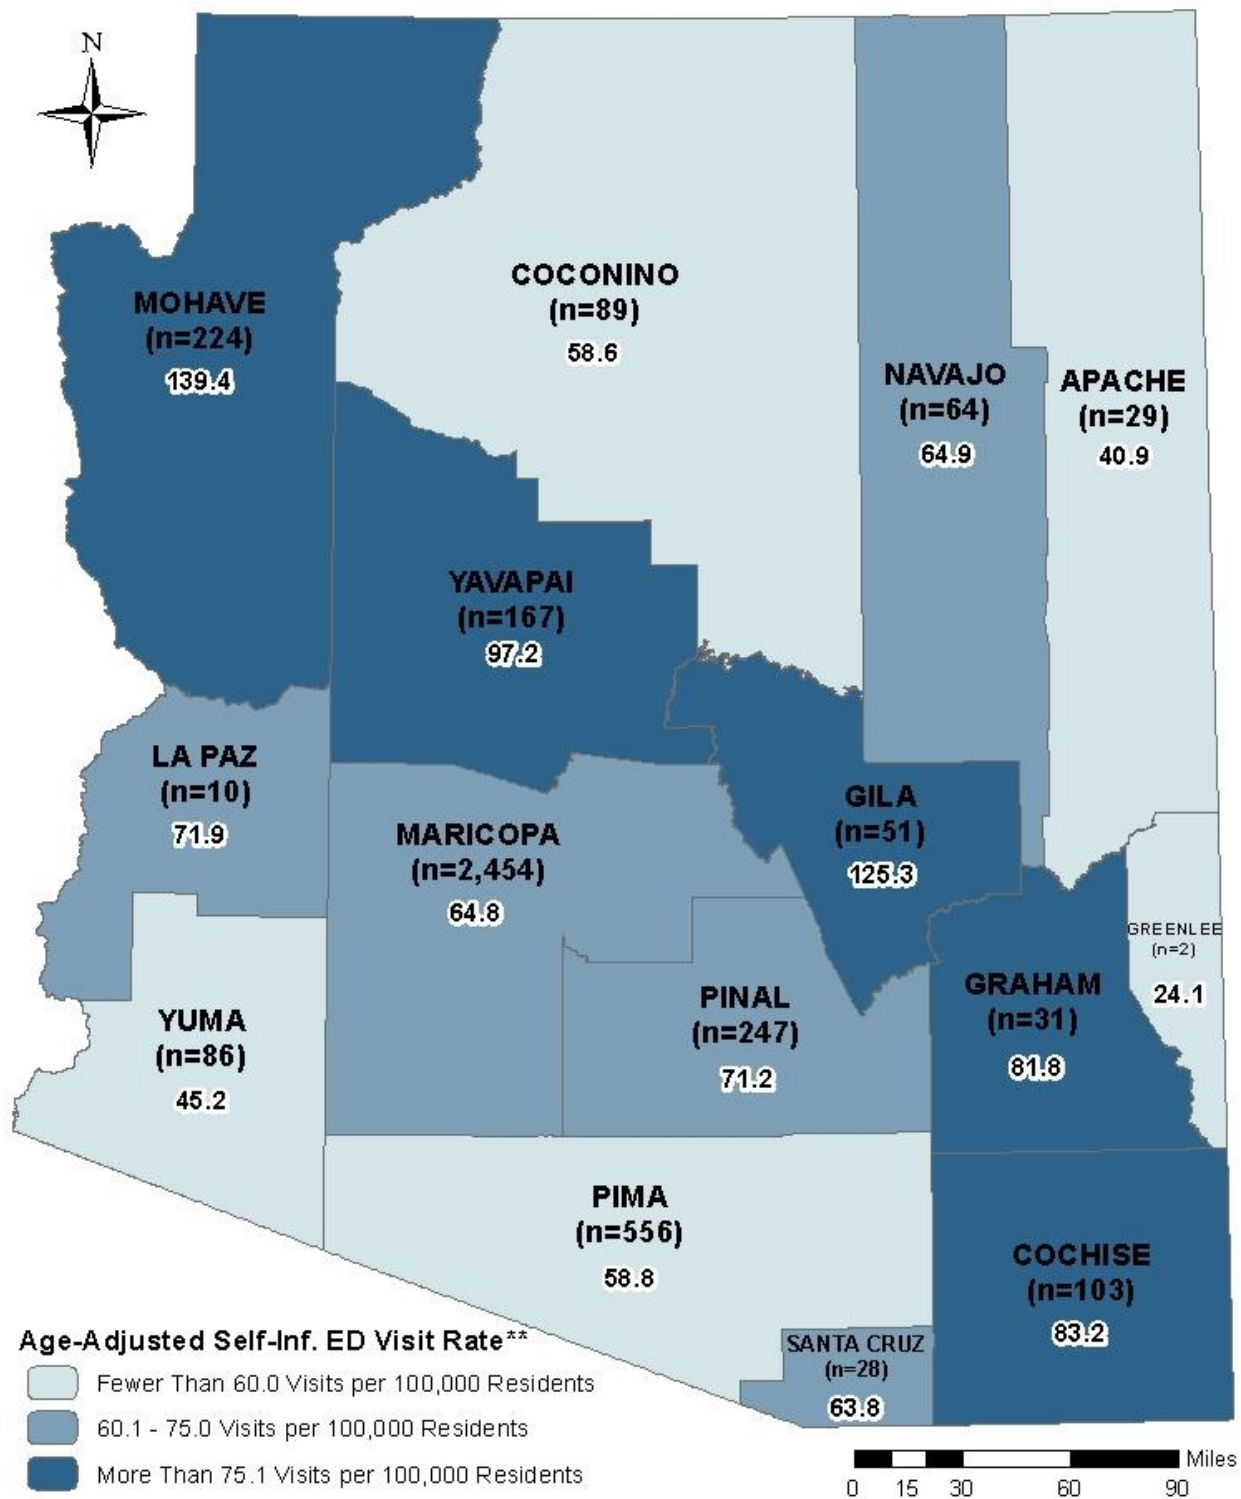 N
COCONINO
(n=89)
58.6
MOHAVE
(n=224)
139.4
NAVAJO
(n=64)
64.9
APACHE
(n=29)
40.9
YAVAPAI
(n=167)
97.2
LA PAZ
(n=10)
71.9
MARICOPA
(n=2,454)
64.8
GILA
(n=51)
125.3
GREENLEE
(n=2)
24.1
GRAHAM
(n=31)
81.8
PINAL
(n=247)
71.2
YUMA
(n=86)
45.2
PIMA
(n=556)
58.8
COCHISE
(n=103)
83.2
SANTA CRUZ
(n=28)
63.8
Age-Adjusted Self-Inf. ED Visit Rate**
Fewer Than 60.0 Visits per 100,000 Residents
60.1 - 75.0 Visits per 100,000 Residents
More Than 75.1 Visits per 100,000 Residents
Miles
0 15 30 60 90